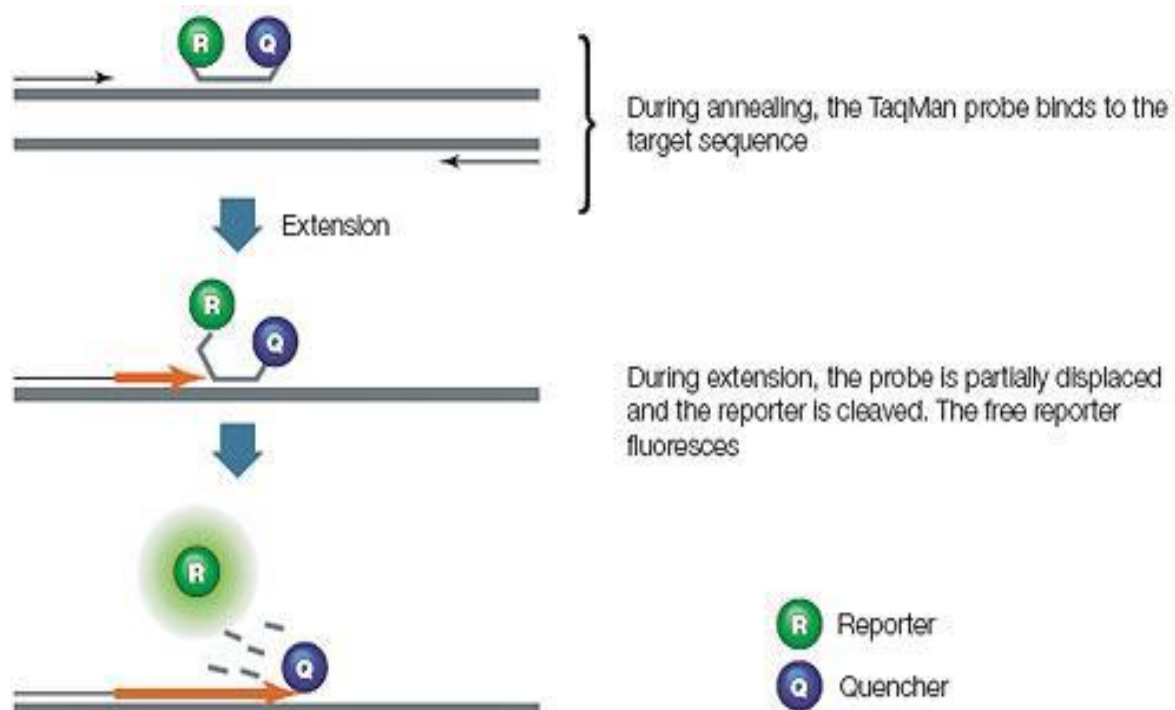 R Q
During annealing, the TaqMan probe binds to the
target sequence
Extension
R
Q
During extension, the probe is partially displaced
and the reporter is cleaved. The free reporter
fluoresces
R
Q
R Reporter
Q Quencher